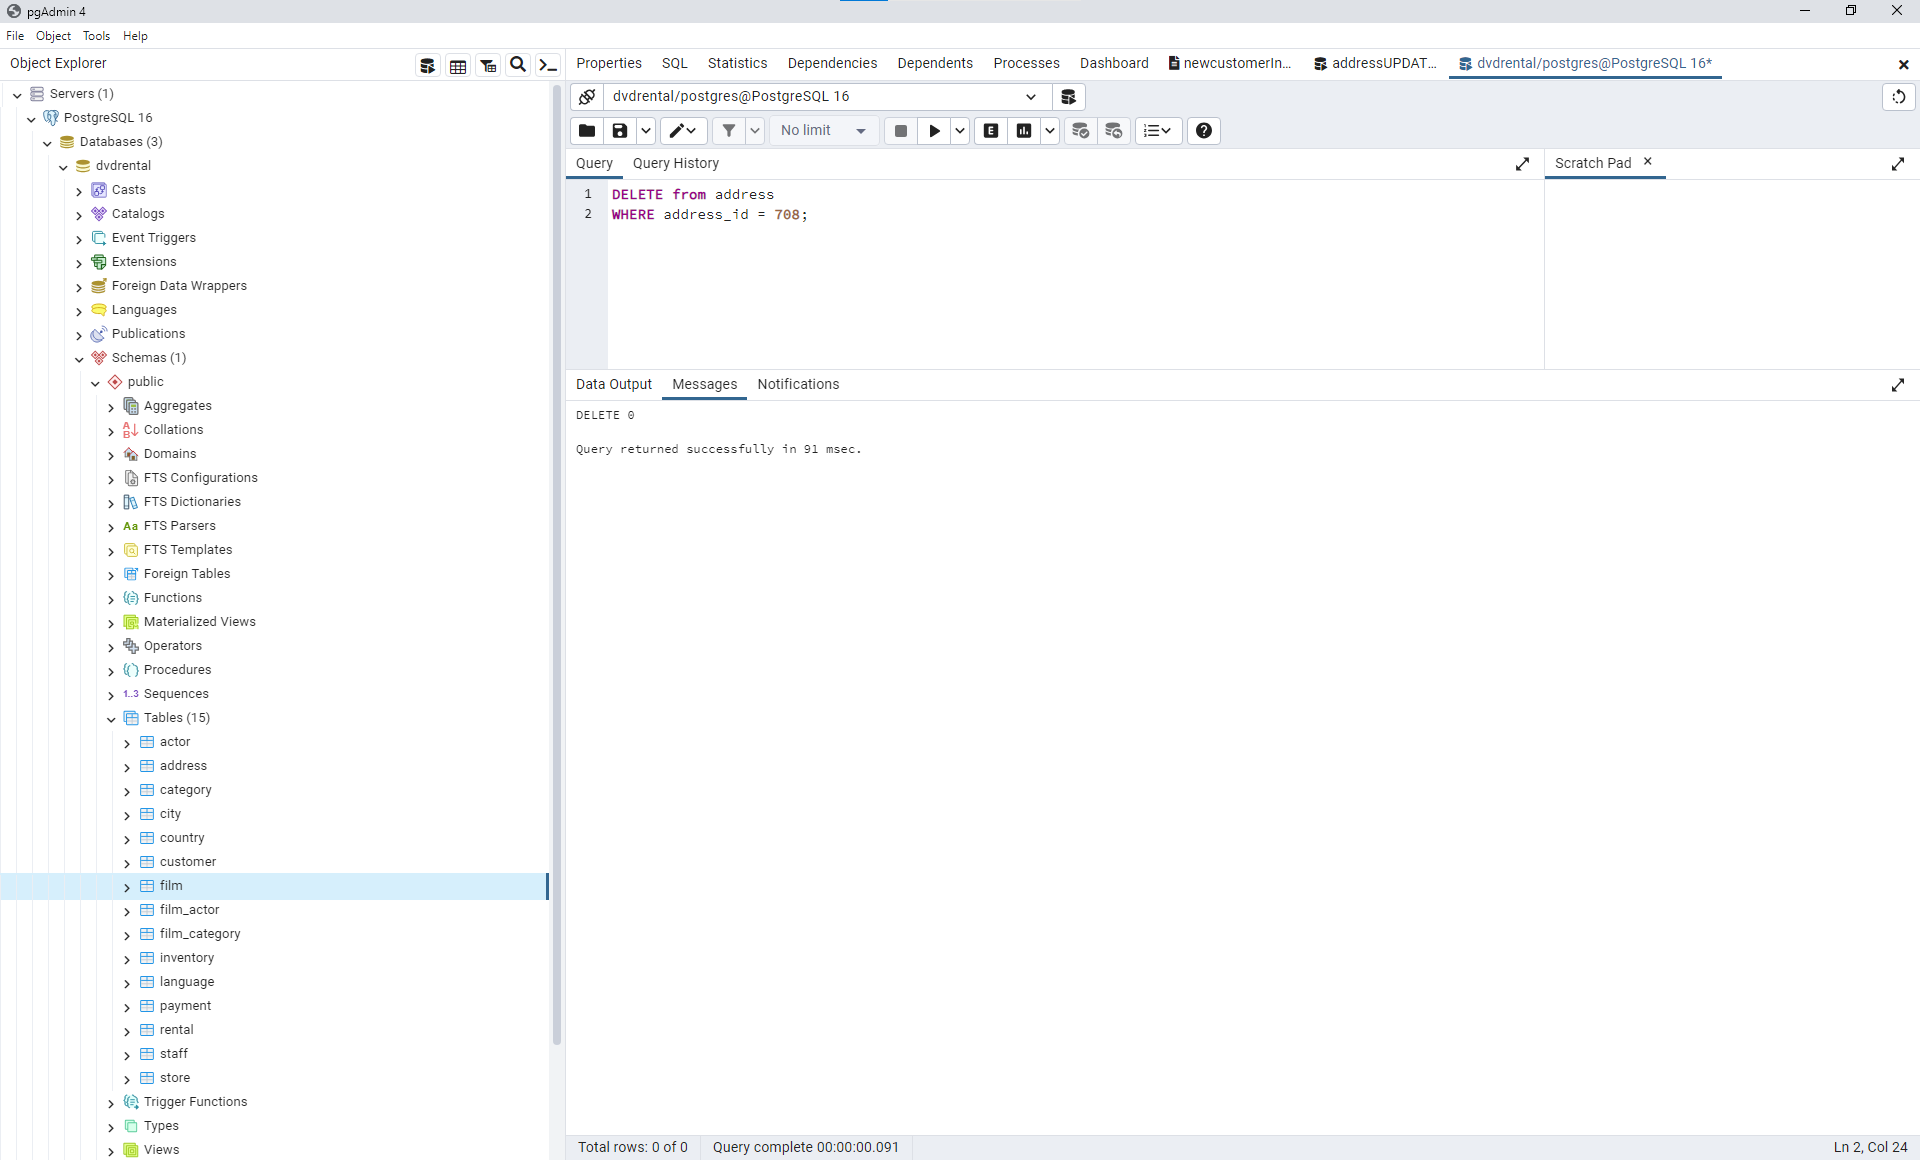 pgAdmin 4
File Object Tools Help
Object Explorer
Properties SQL Statistics Dependencies Dependents Processes Dashboard newcustomerIn... addressUPDAT... dvdrental/postgres@PostgreSQL 16*
Servers (1)
PostgreSQL 16
Databases (3)
dvdrental
Casts
Catalogs
Event Triggers
Extensions
Foreign Data Wrappers
Languages
Publications
Schemas (1)
public
Aggregates
Collations
Domains
FTS Configurations
FTS Dictionaries
Aa FTS Parsers
FTS Templates
Foreign Tables
Functions
Materialized Views
Operators
Procedures
1..3 Sequences
Tables (15)
actor
address
category
city
country
customer
film
film_actor
film_category
inventory
language
payment
rental
staff
store
Trigger Functions
Types
Views
dvdrental/postgres@PostgreSQL 16
No limit
E
Query Query History
Scratch Pad
1 DELETE from address
2 WHERE address_id = 708;
Data Output Messages Notifications
DELETE 0
Query returned successfully in 91 msec.
Total rows: 0 of 0 Query complete 00:00:00.091 Ln 2, Col 24